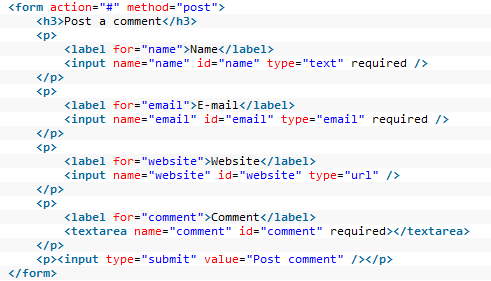 <form action="#" method="post">
    <h3>Post a comment</h3>
    <p>
        <label for="name">Name</label>
        <input name="name" id="name" type="text" required />
    </p>
    <p>
        <label for="email">E-mail</label>
        <input name="email" id="email" type="email" required />
    </p>
    <p>
        <label for="website">Website</label>
        <input name="website" id="website" type="url" />
    </p>
    <p>
        <label for="comment">Comment</label>
        <textarea name="comment" id="comment" required></textarea>
    </p>
    <p><input type="submit" value="Post comment" /></p>
</form>